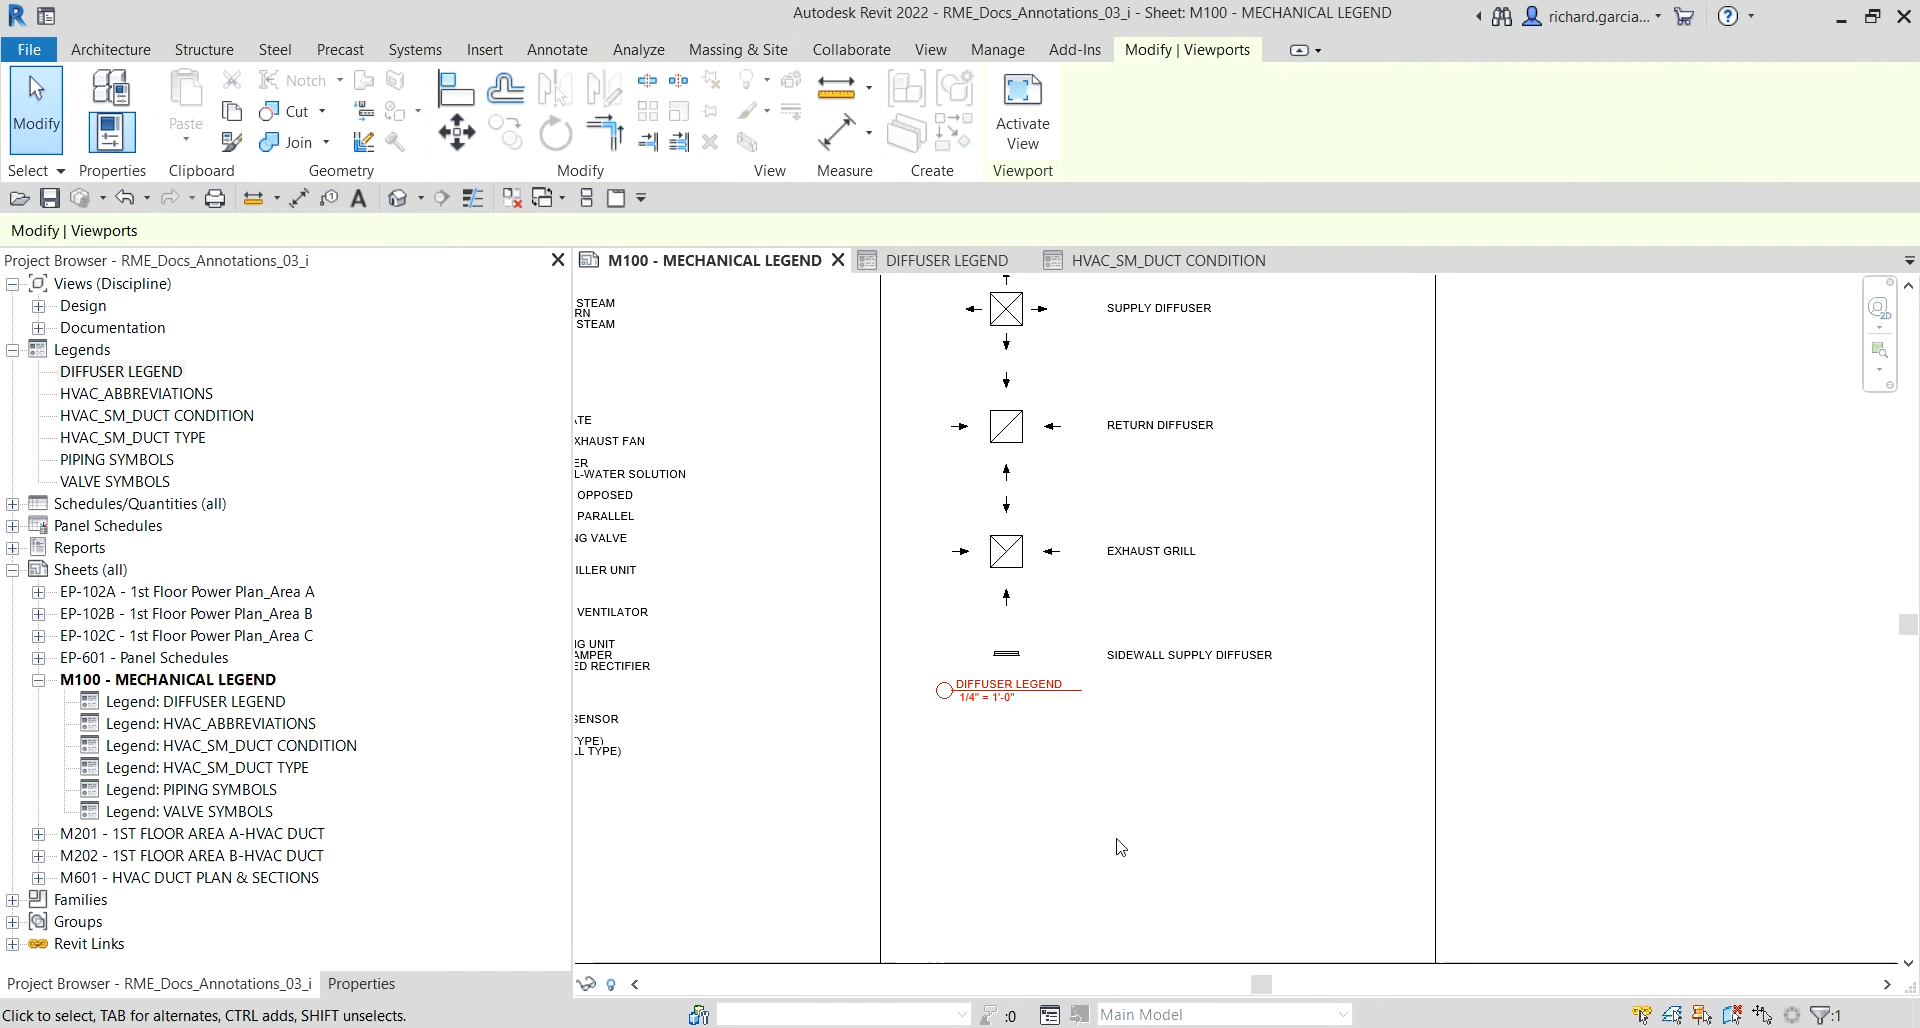 Autodesk Revit 2022 - RME_Docs_Annotations_03_i - Sheet: M100 - MECHANICAL LEGEND
richard.garcia...
File Architecture Structure Steel Precast Systems Insert Annotate Analyze Massing & Site Collaborate View Manage Add-Ins Modify | Viewports
Modify
Paste
Notch
Cut
Join
Activate
View
Select Properties Clipboard Geometry Modify View Measure Create Viewport
Modify | Viewports
Project Browser - RME_Docs_Annotations_03_i
M100 - MECHANICAL LEGEND
DIFFUSER LEGEND
HVAC_SM_DUCT CONDITION
Views (Discipline)
Design
Documentation
Legends
DIFFUSER LEGEND
HVAC_ABBREVIATIONS
HVAC_SM_DUCT CONDITION
HVAC_SM_DUCT TYPE
PIPING SYMBOLS
VALVE SYMBOLS
Schedules/Quantities (all)
Panel Schedules
Reports
Sheets (all)
EP-102A - 1st Floor Power Plan_Area A
EP-102B - 1st Floor Power Plan_Area B
EP-102C - 1st Floor Power Plan_Area C
EP-601 - Panel Schedules
M100 - MECHANICAL LEGEND
Legend: DIFFUSER LEGEND
Legend: HVAC_ABBREVIATIONS
Legend: HVAC_SM_DUCT CONDITION
Legend: HVAC_SM_DUCT TYPE
Legend: PIPING SYMBOLS
Legend: VALVE SYMBOLS
M201 - 1ST FLOOR AREA A-HVAC DUCT
M202 - 1ST FLOOR AREA B-HVAC DUCT
M601 - HVAC DUCT PLAN & SECTIONS
Families
Groups
Revit Links
STEAM
RN
STEAM
ATE
XHAUST FAN
ER
L-WATER SOLUTION
OPPOSED
PARALLEL
NG VALVE
ILLER UNIT
VENTILATOR
NG UNIT
AMPER
ED RECTIFIER
SENSOR
TYPE)
LL TYPE)
SUPPLY DIFFUSER
RETURN DIFFUSER
EXHAUST GRILL
SIDEWALL SUPPLY DIFFUSER
DIFFUSER LEGEND
1/4" = 1'-0"
2D
Project Browser - RME_Docs_Annotations_03_i
Properties
Click to select, TAB for alternates, CTRL adds, SHIFT unselects.
:0
Main Model
:1